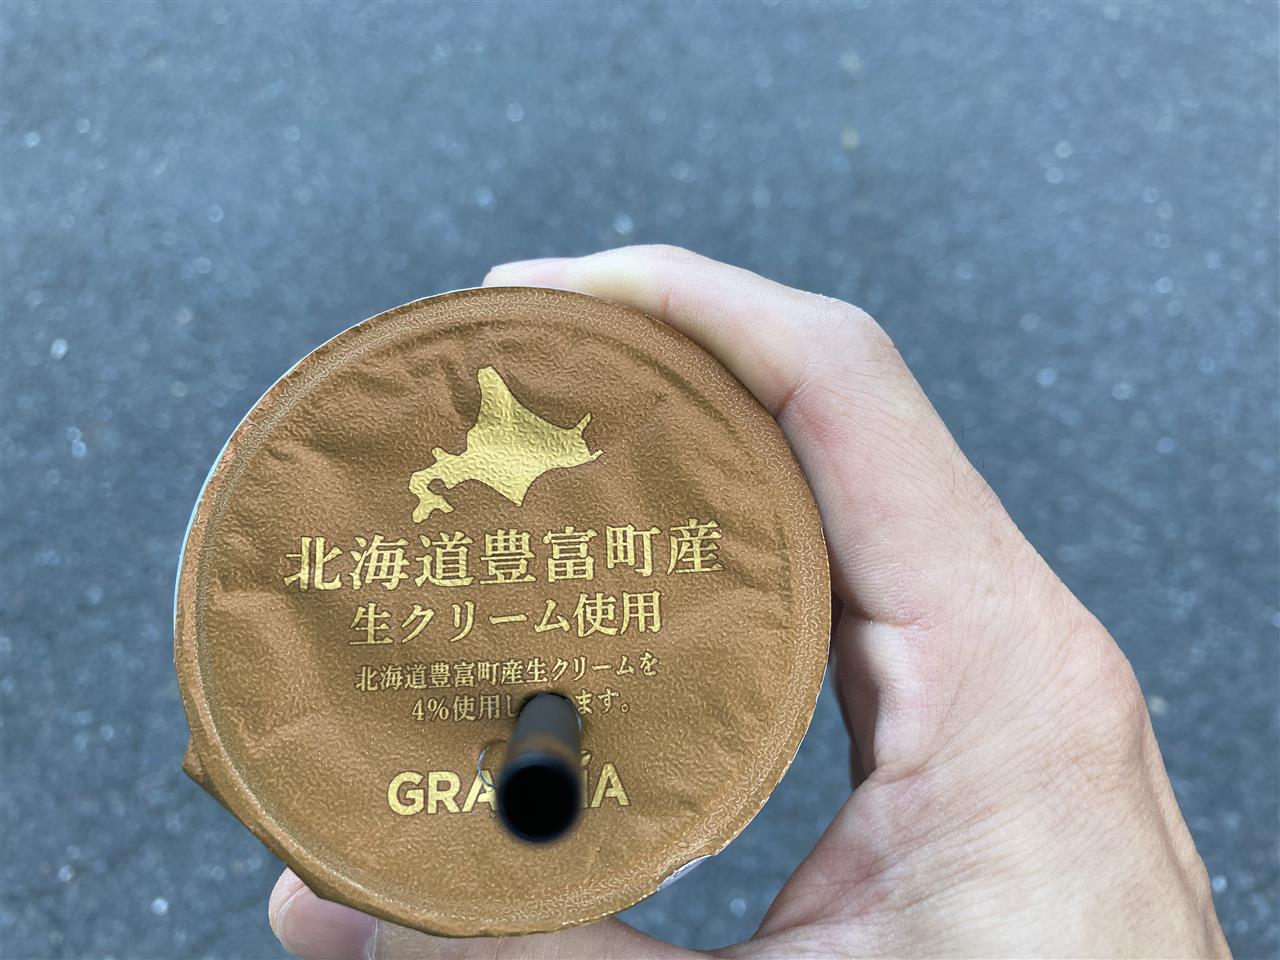 北海道豊富町産
生クリーム使用
北海道豊富町産生クリームを
4%使用し ます。
GRA IA